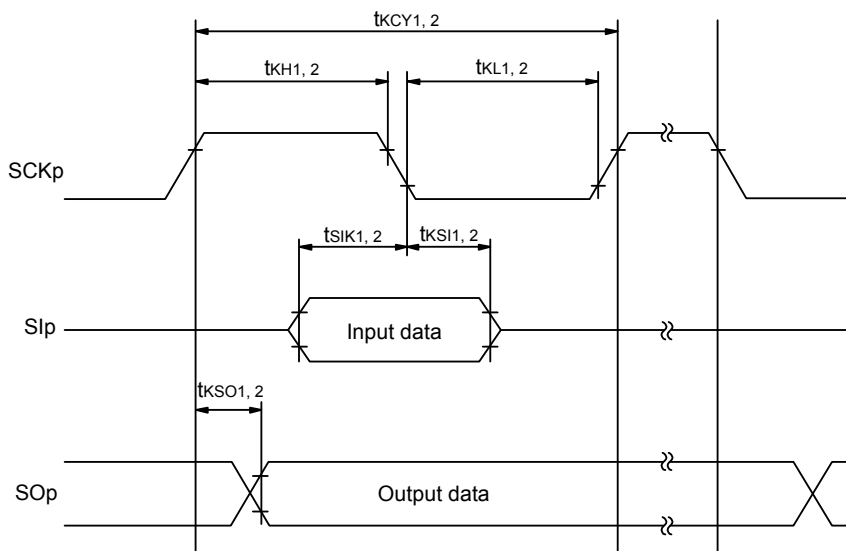 tKCY1, 2
tKH1, 2
tKL1, 2
SCKp
tSIK1, 2
tKSI1, 2
SIp
Input data
tKSO1, 2
SOp
Output data